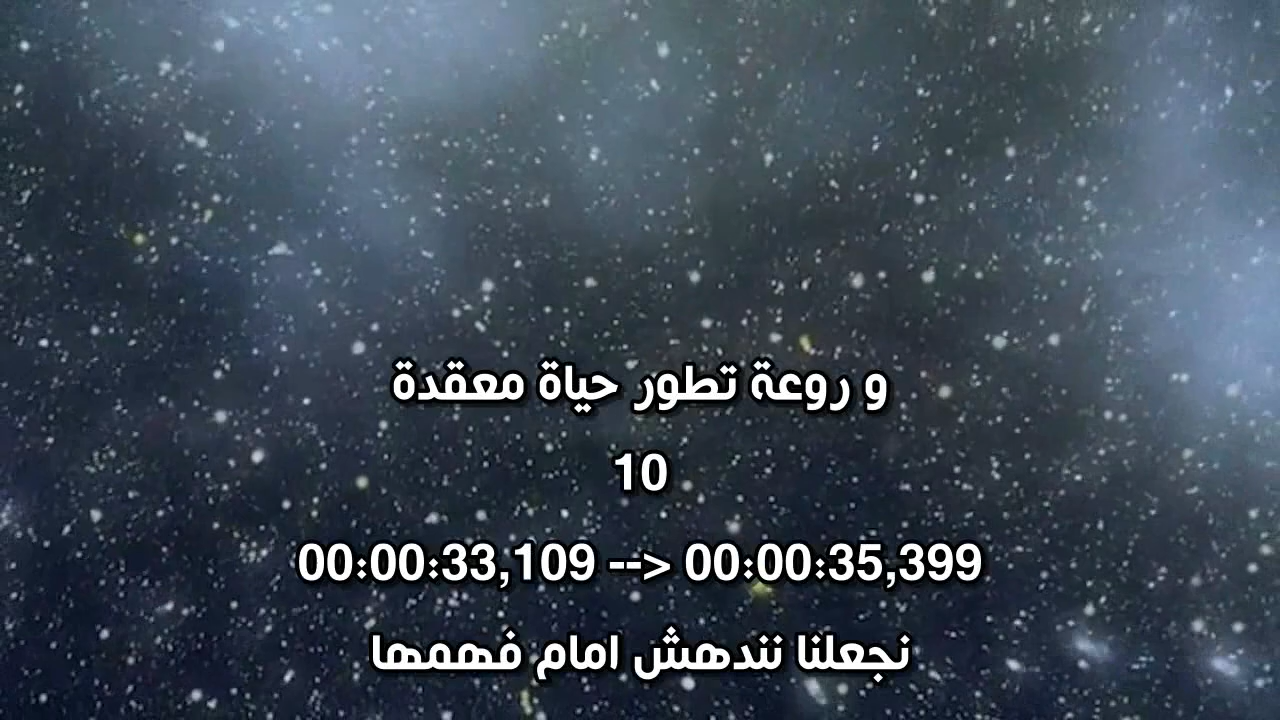 و روعة تطور حياة معقدة
10
00:00:33,109 --> 00:00:35,399
نجعلنا نندهش امام فهمها